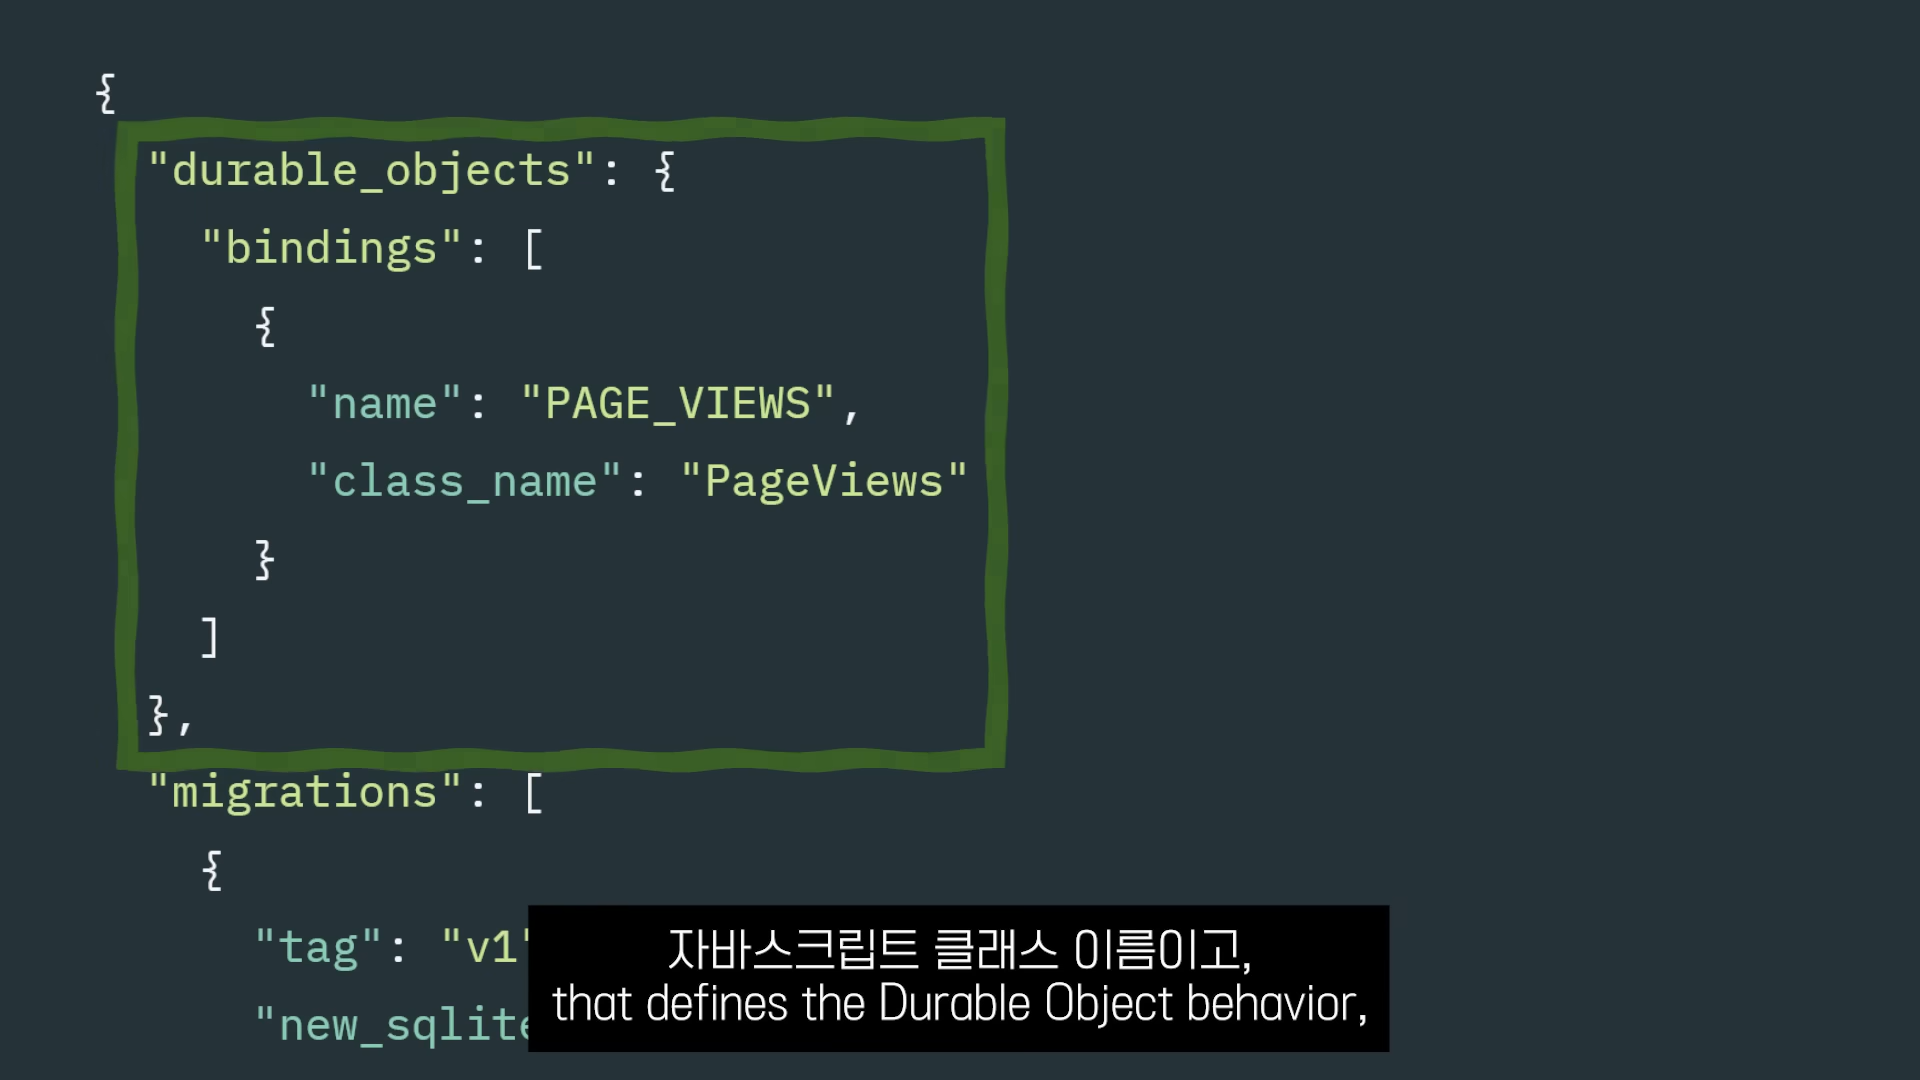 {
"durable_objects": {
"bindings": [
{
"name": "PAGE_VIEWS",
"class_name": "PageViews"
}
]
},
"migrations": [
{
"tag": "v1"
"new_sqlite
자바스크립트 클래스 이름이고,
that defines the Durable Object behavior,